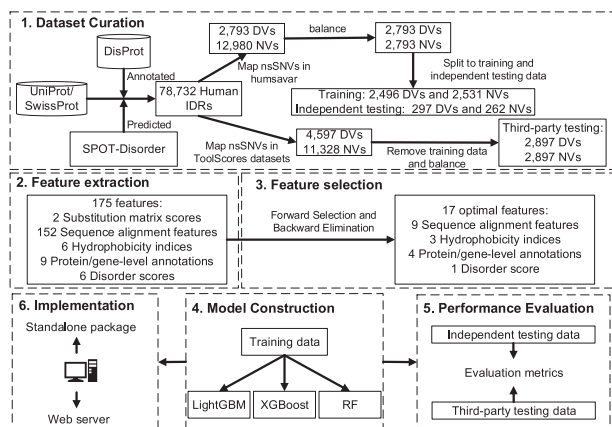 1. Dataset Curation
DisProt
UniProt/
SwissProt
Annotated
Predicted
SPOT-Disorder
78,732 Human
IDRs
Map nsSNVs in
humsavar
2,793 DVs
12,980 NVs
balance
2,793 DVs
2,793 NVs
Split to training and
independent testing data
Training: 2,496 DVs and 2,531 NVs
Independent testing: 297 DVs and 262 NVs
Map nsSNVs in
ToolScores datasets
4,597 DVs
11,328 NVs
Remove training data
and balance
Third-party testing:
2,897 DVs
2,897 NVs
2. Feature extraction
175 features:
2 Substitution matrix scores
152 Sequence alignment features
6 Hydrophobicity indices
9 Protein/gene-level annotations
6 Disorder scores
3. Feature selection
Forward Selection and
Backward Elimination
17 optimal features:
9 Sequence alignment features
3 Hydrophobicity indices
4 Protein/gene-level annotations
1 Disorder score
6. Implementation
Standalone package
Web server
4. Model Construction
Training data
LightGBM
XGBoost
RF
5. Performance Evaluation
Independent testing data
Evaluation metrics
Third-party testing data